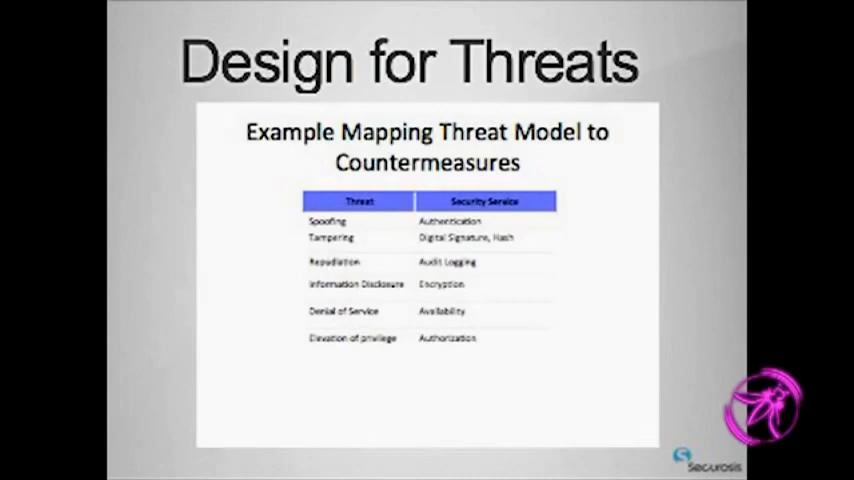 Design for Threats
Example Mapping Threat Model to
Countermeasures
Threat Security Service
Spoofing Authentication
Tampering Digital Signature, Hash
Repudiation Audit Logging
Information Disclosure Encryption
Denial of Service Availability
Elevation of privilege Authorization
Securosis